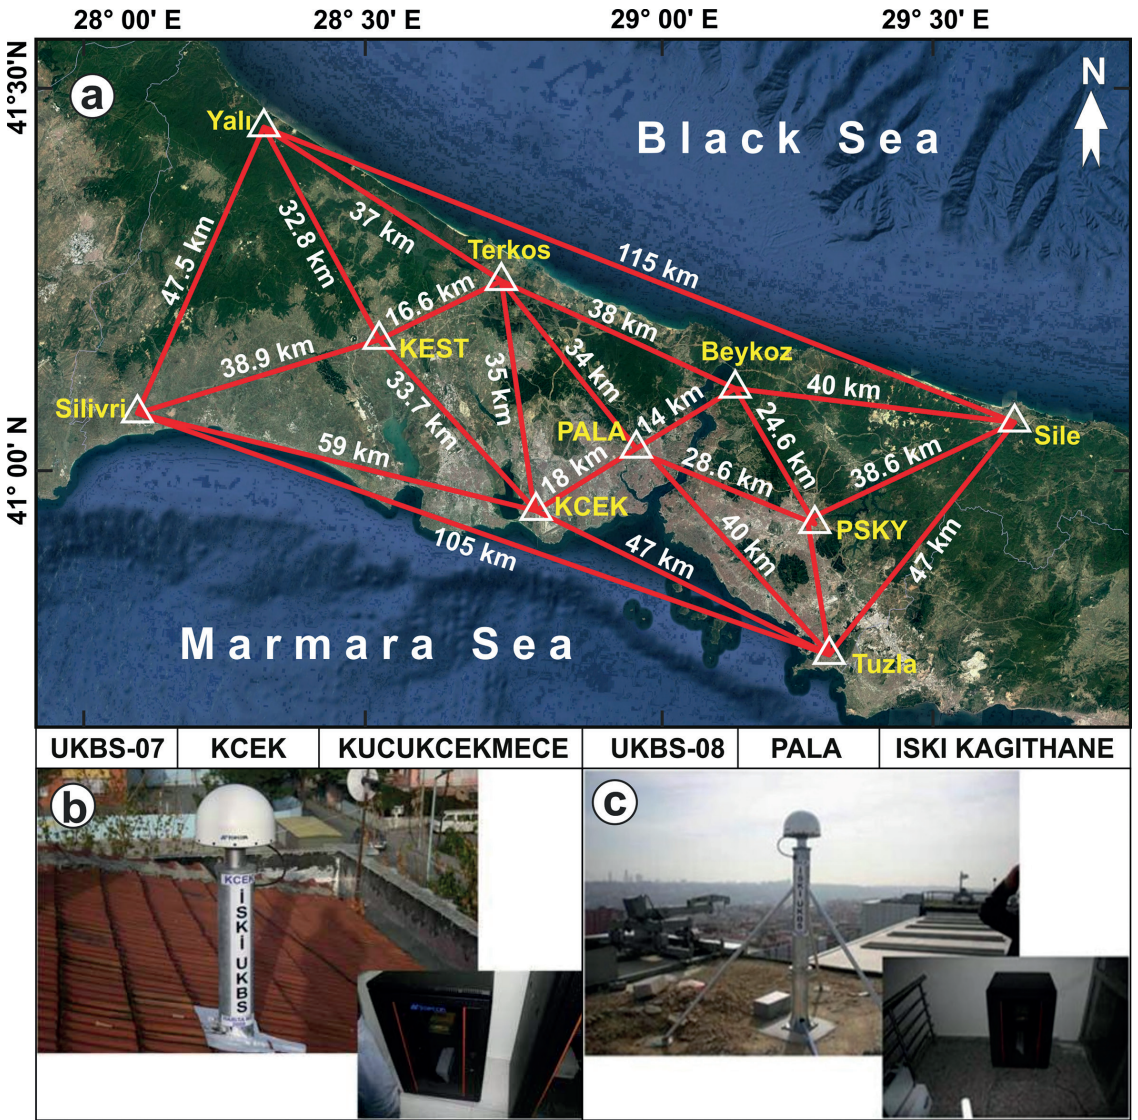 28° 00' E
28° 30' E
29° 00' E
29° 30' E
41°30'N
41° 00' N
a
N
Black Sea
Yalı
47.5 km
32.8 km
37 km
115 km
Terkos
16.6 km
38 km
KEST
38.9 km
35 km
34 km
Beykoz
40 km
33.7 km
14 km
24.6 km
Silivri
PALA
Sile
59 km
18 km
28.6 km
38.6 km
KCEK
PSKY
105 km
47 km
40 km
47 km
Marmara Sea
Tuzla
UKBS-07
KCEK
KUCUKCEKMECE
UKBS-08
PALA
ISKI KAGITHANE
b
TOPCON
KCEK
İSKİ UKBS
TOPCON
c
İSKİ UKBS